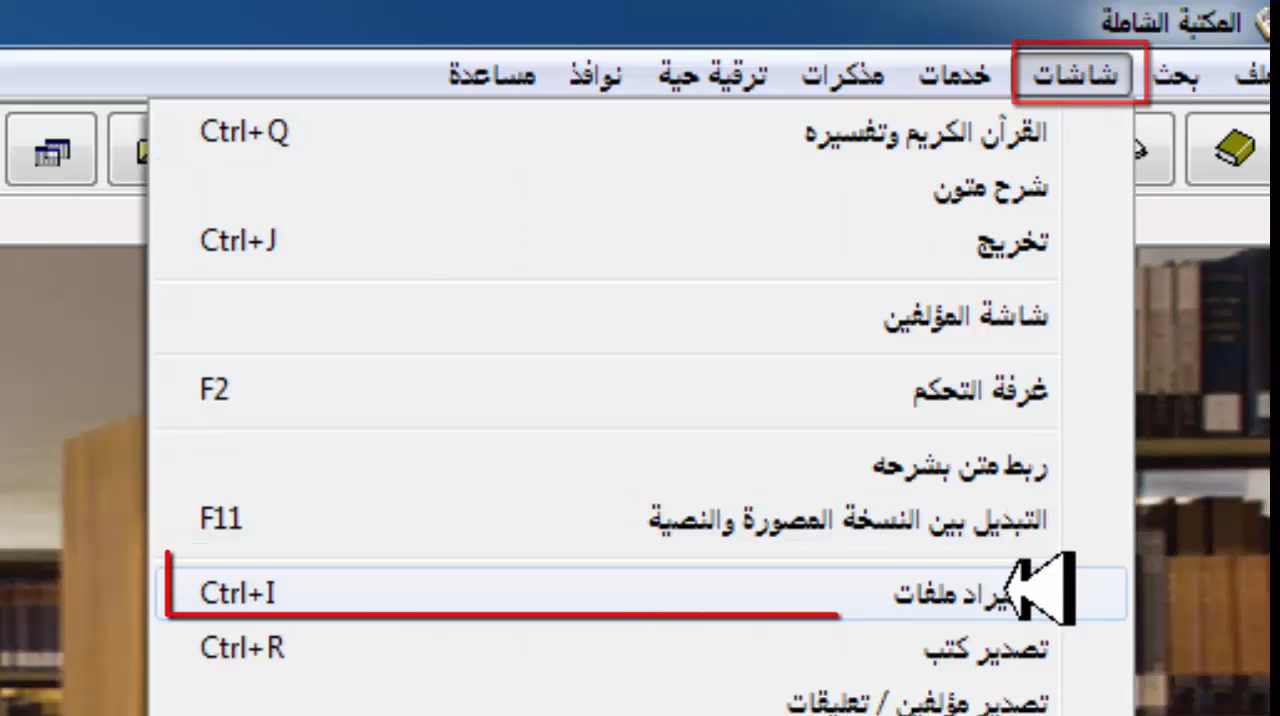 المكتبة الشاملة
بحث شاشات خدمات مذكرات ترقية حية نوافذ مساعدة
القرآن الكريم وتفسيره Ctrl+Q
شرح متون
تخريج Ctrl+J
شاشة المؤلفين
غرفة التحكم F2
ربط متن بشرحه
التبديل بين النسخة المصورة والنصية F11
ملفات Ctrl+I
تصدير كتب Ctrl+R
تصدير مؤلفين / تعليقات